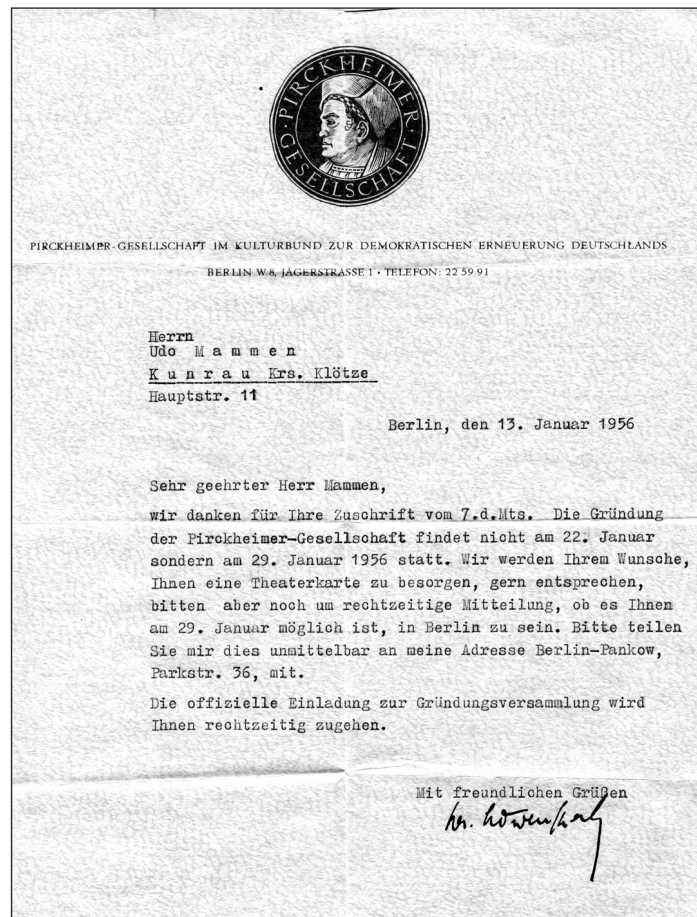 PIRCKHEIMER · GESELLSCHAFT ·
PIRCKHEIMER-GESELLSCHAFT IM KULTURBUND ZUR DEMOKRATISCHEN ERNEUERUNG DEUTSCHLANDS
BERLIN W 8, JÄGERSTRASSE 1 · TELEFON: 22 59 91
Herrn
Udo M a m m e n
K u n r a u Krs. Klötze
Hauptstr. 11
Berlin, den 13. Januar 1956
Sehr geehrter Herr Mammen,
wir danken für Ihre Zuschrift vom 7.d.Mts. Die Gründung
der Pirckheimer-Gesellschaft findet nicht am 22. Januar
sondern am 29. Januar 1956 statt. Wir werden Ihrem Wunsche,
Ihnen eine Theaterkarte zu besorgen, gern entsprechen,
bitten aber noch um rechtzeitige Mitteilung, ob es Ihnen
am 29. Januar möglich ist, in Berlin zu sein. Bitte teilen
Sie mir dies unmittelbar an meine Adresse Berlin-Pankow,
Parkstr. 36, mit.
Die offizielle Einladung zur Gründungsversammlung wird
Ihnen rechtzeitig zugehen.
Mit freundlichen Grüßen